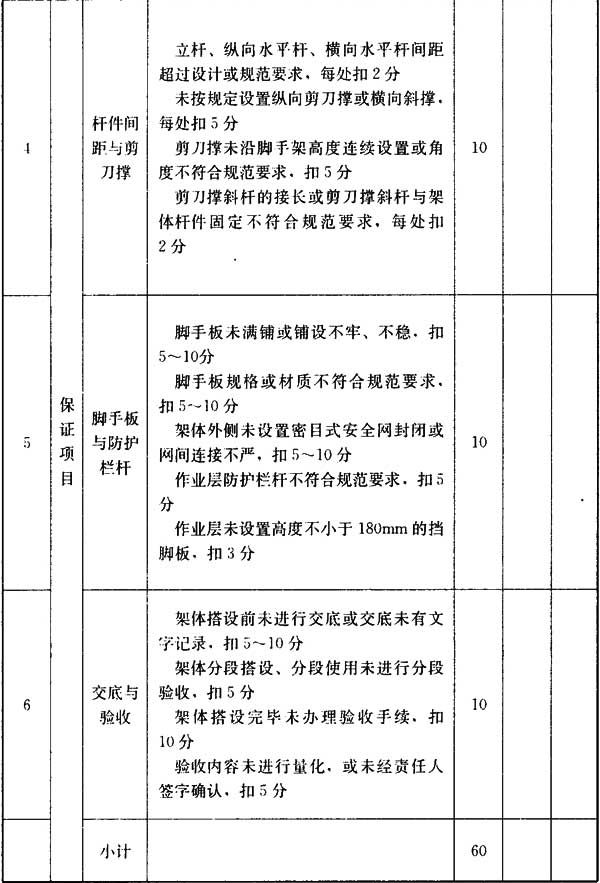 4
杆件间
距与剪
刀撑
立杆、纵向水平杆、横向水平杆间距
超过设计或规范要求，每处扣2分
未按规定设置纵向剪刀撑或横向斜撑，
每处扣5分
剪刀撑未沿脚手架高度连续设置或角
度不符合规范要求，扣5分
剪刀撑斜杆的接长或剪刀撑斜杆与架
体杆件固定不符合规范要求，每处扣
2分
10
保
证
项
目
5
脚手板
与防护
栏杆
脚手板未满铺或铺设不牢、不稳，扣
5～10分
脚手板规格或材质不符合规范要求，
扣5～10分
架体外侧未设置密目式安全网封闭或
网间连接不严，扣5～10分
作业层防护栏杆不符合规范要求，扣5
分
作业层未设置高度不小于180mm的挡
脚板，扣3分
10
6
交底与
验收
架体搭设前未进行交底或交底未有文
字记录，扣5～10分
架体分段搭设、分段使用未进行分段
验收，扣5分
架体搭设完毕未办理验收手续，扣
10分
验收内容未进行量化，或未经责任人
签字确认，扣5分
10
小计
60